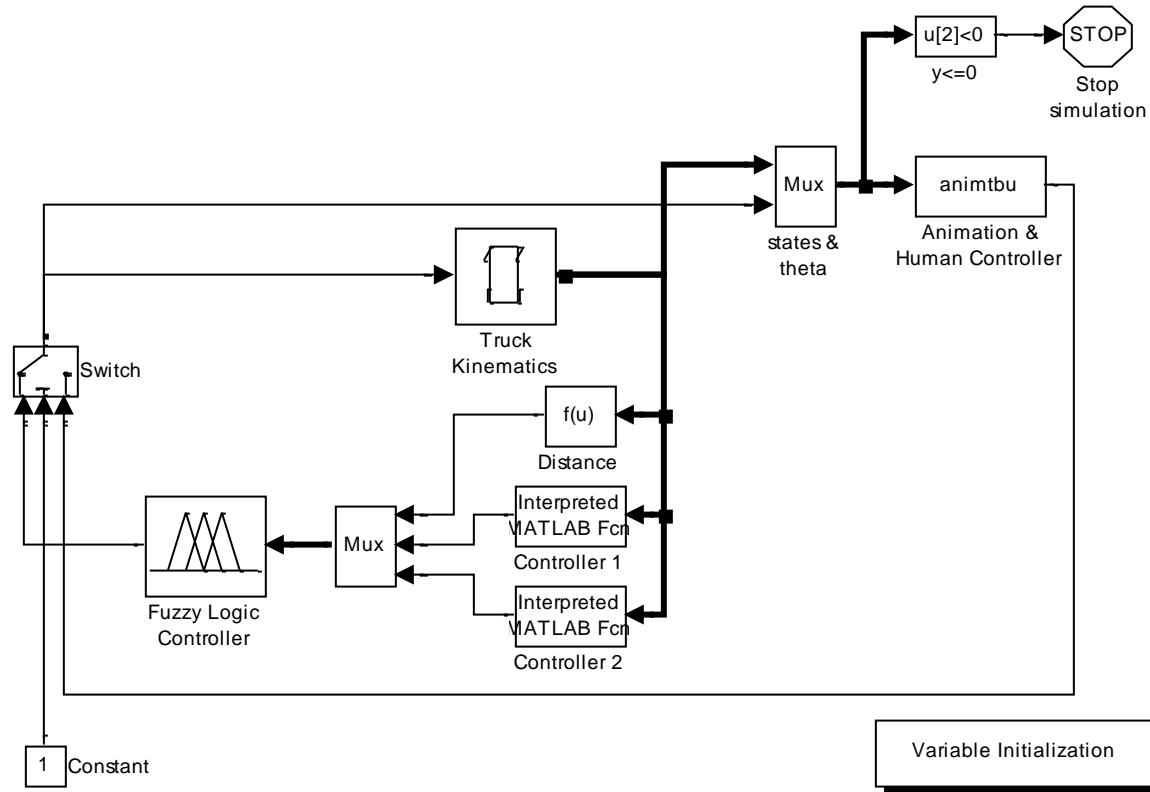 u[2]<0
STOP
y<=0
Stop
simulation
Mux
animtbu
states &
theta
Animation &
Human Controller
Truck
Kinematics
Switch
f(u)
Distance
Interpreted
MATLAB Fcn
Controller 1
Mux
Interpreted
MATLAB Fcn
Controller 2
Fuzzy Logic
Controller
1
Constant
Variable Initialization